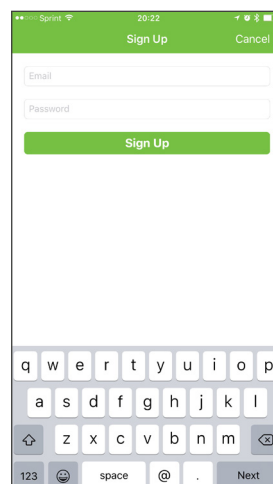 Sprint 20:22
Sign Up Cancel
Email
Password
Sign Up
q w e r t y u i o p
a s d f g h j k l
z x c v b n m
123 space @ . Next